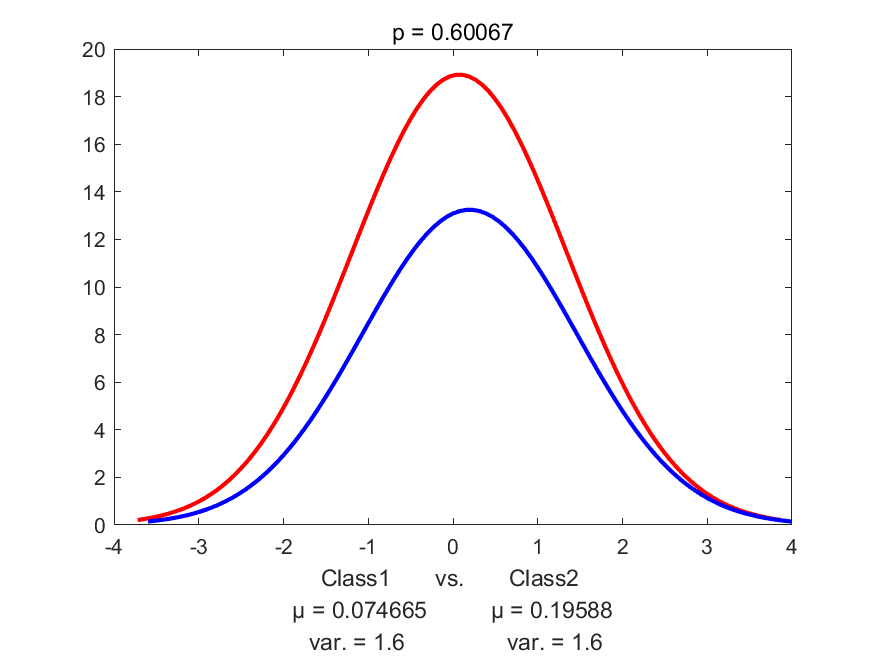 p = 0.60067
20
18
16
14
12
10
8
6
4
2
0
-4 -3 -2 -1 0 1 2 3 4
Class1 vs. Class2
μ = 0.074665 μ = 0.19588
var. = 1.6 var. = 1.6